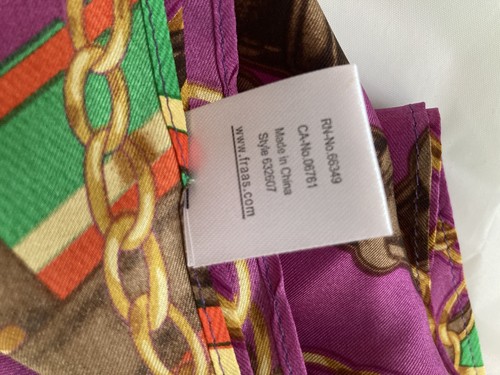 RN-No.66349
CA-No.06761
Made in China
Style 632607
www.fraas.com